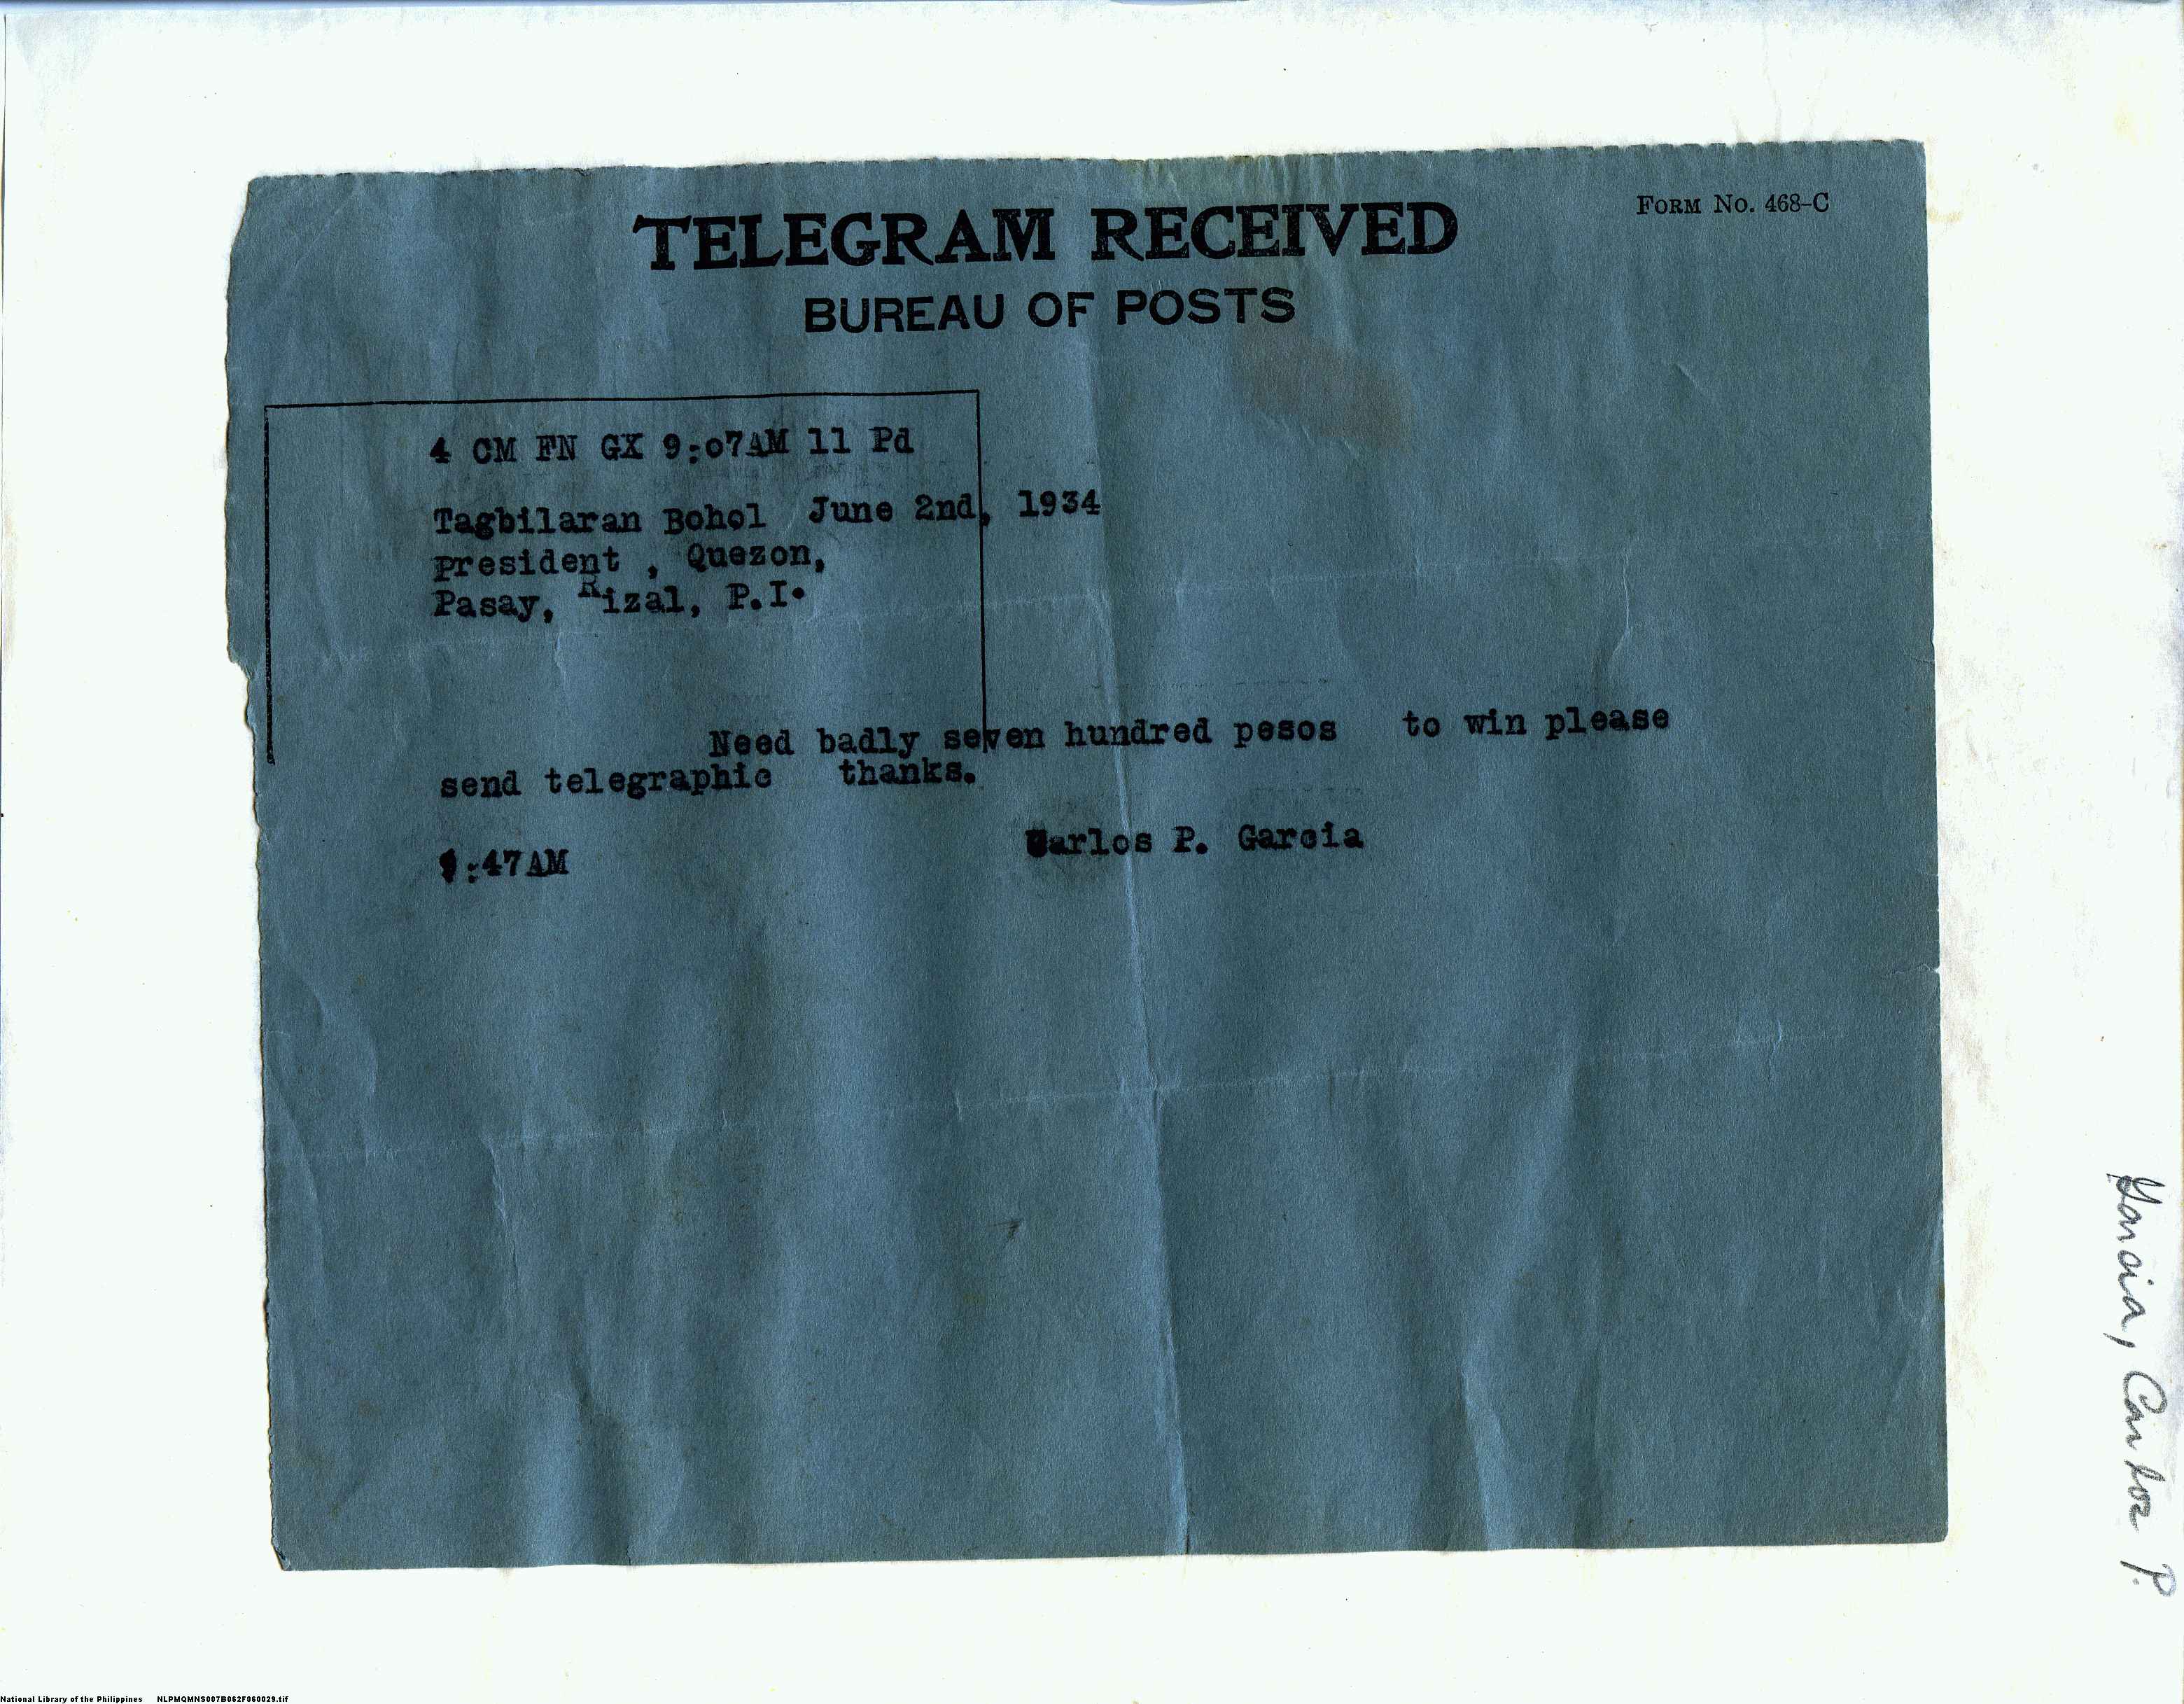 FORM No. 468-C
TELEGRAM RECEIVED
BUREAU OF POSTS
4 CM FN GX 9:07AM 11 Pd
Tagbilaran Bohol June 2nd, 1934
President , Quezon,
Pasay, Rizal, P.I.
Need badly seven hundred pesos to win please
send telegraphic thanks.
Carlos P. Garcia
9:47AM
Garcia, Carlos P.
National Library of the Philippines NLPMQMNS007B062F060029.tif